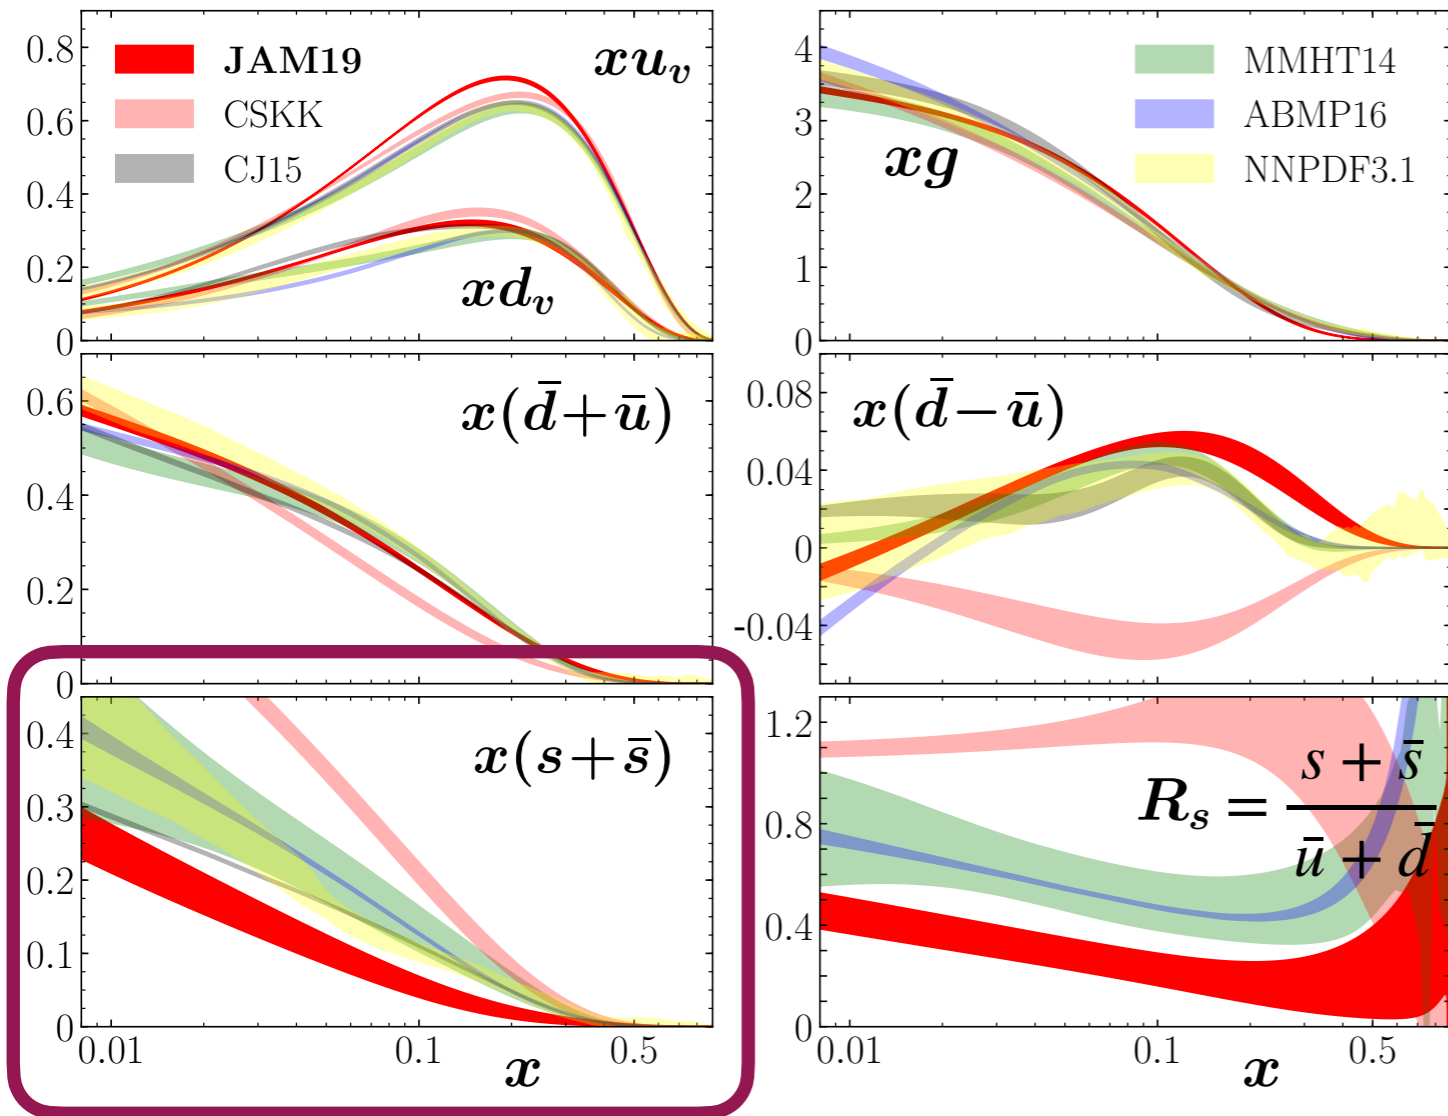 0.8
0.6
0.4
0.2
0
JAM19
CSKK
CJ15
xu_v
xd_v
4
3
2
1
0
xg
MMHT14
ABMP16
NNPDF3.1
0.6
0.4
0.2
0
x(d̄+ū)
0.08
0.04
0
-0.04
x(d̄−ū)
0.4
0.3
0.2
0.1
0
x(s+s̄)
0.01 0.1 0.5
x
1.2
0.8
0.4
0
R_s = (s + s̄)/(ū + d̄)
0.01 0.1 0.5
x